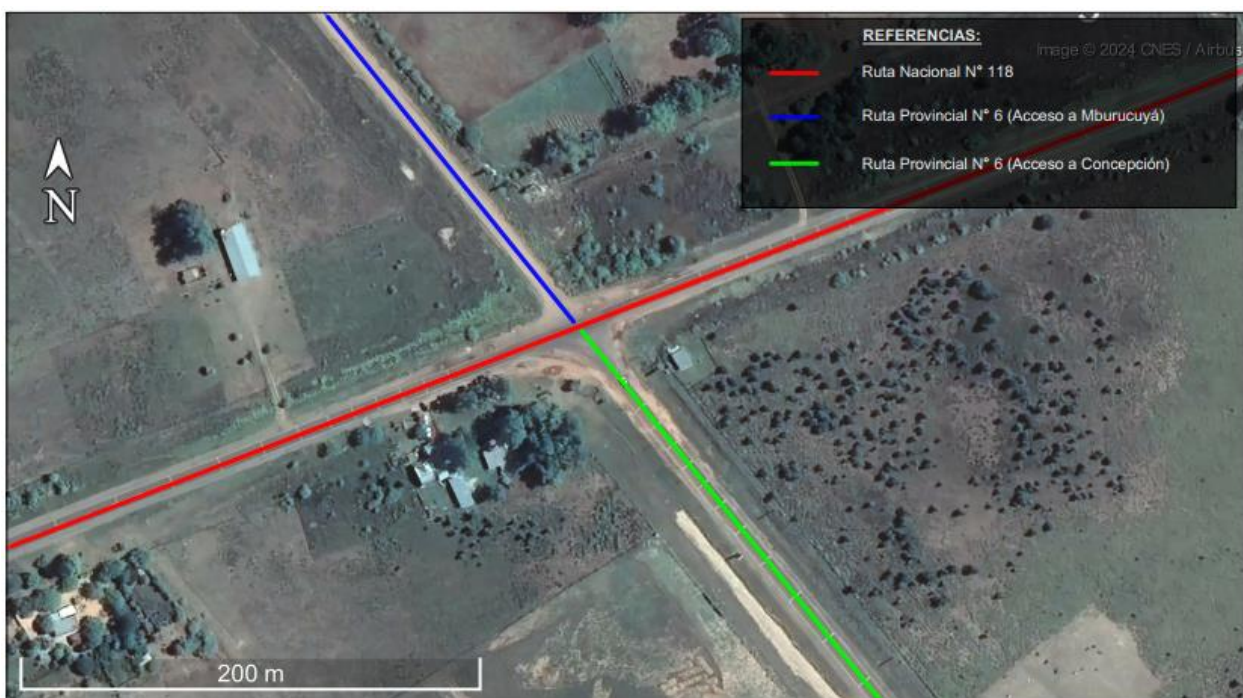 REFERENCIAS:
Image © 2024 CNES / Airbus
Ruta Nacional N° 118
Ruta Provincial N° 6 (Acceso a Mburucuyá)
Ruta Provincial N° 6 (Acceso a Concepción)
N
200 m